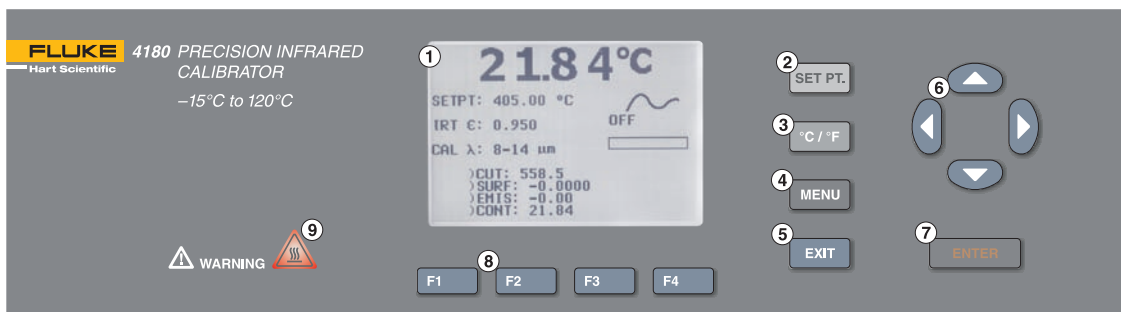 FLUKE
Hart Scientific
4180 PRECISION INFRARED
CALIBRATOR
–15°C to 120°C
1
21.84°C
SETPT: 405.00 °C
OFF
IRT Є: 0.950
CAL λ: 8-14 µm
)CUT: 558.5
)SURF: -0.0000
)EMIS: -0.00
)CONT: 21.84
2
SET PT.
3
°C / °F
4
MENU
5
EXIT
6
7
ENTER
8
F1
F2
F3
F4
9
WARNING